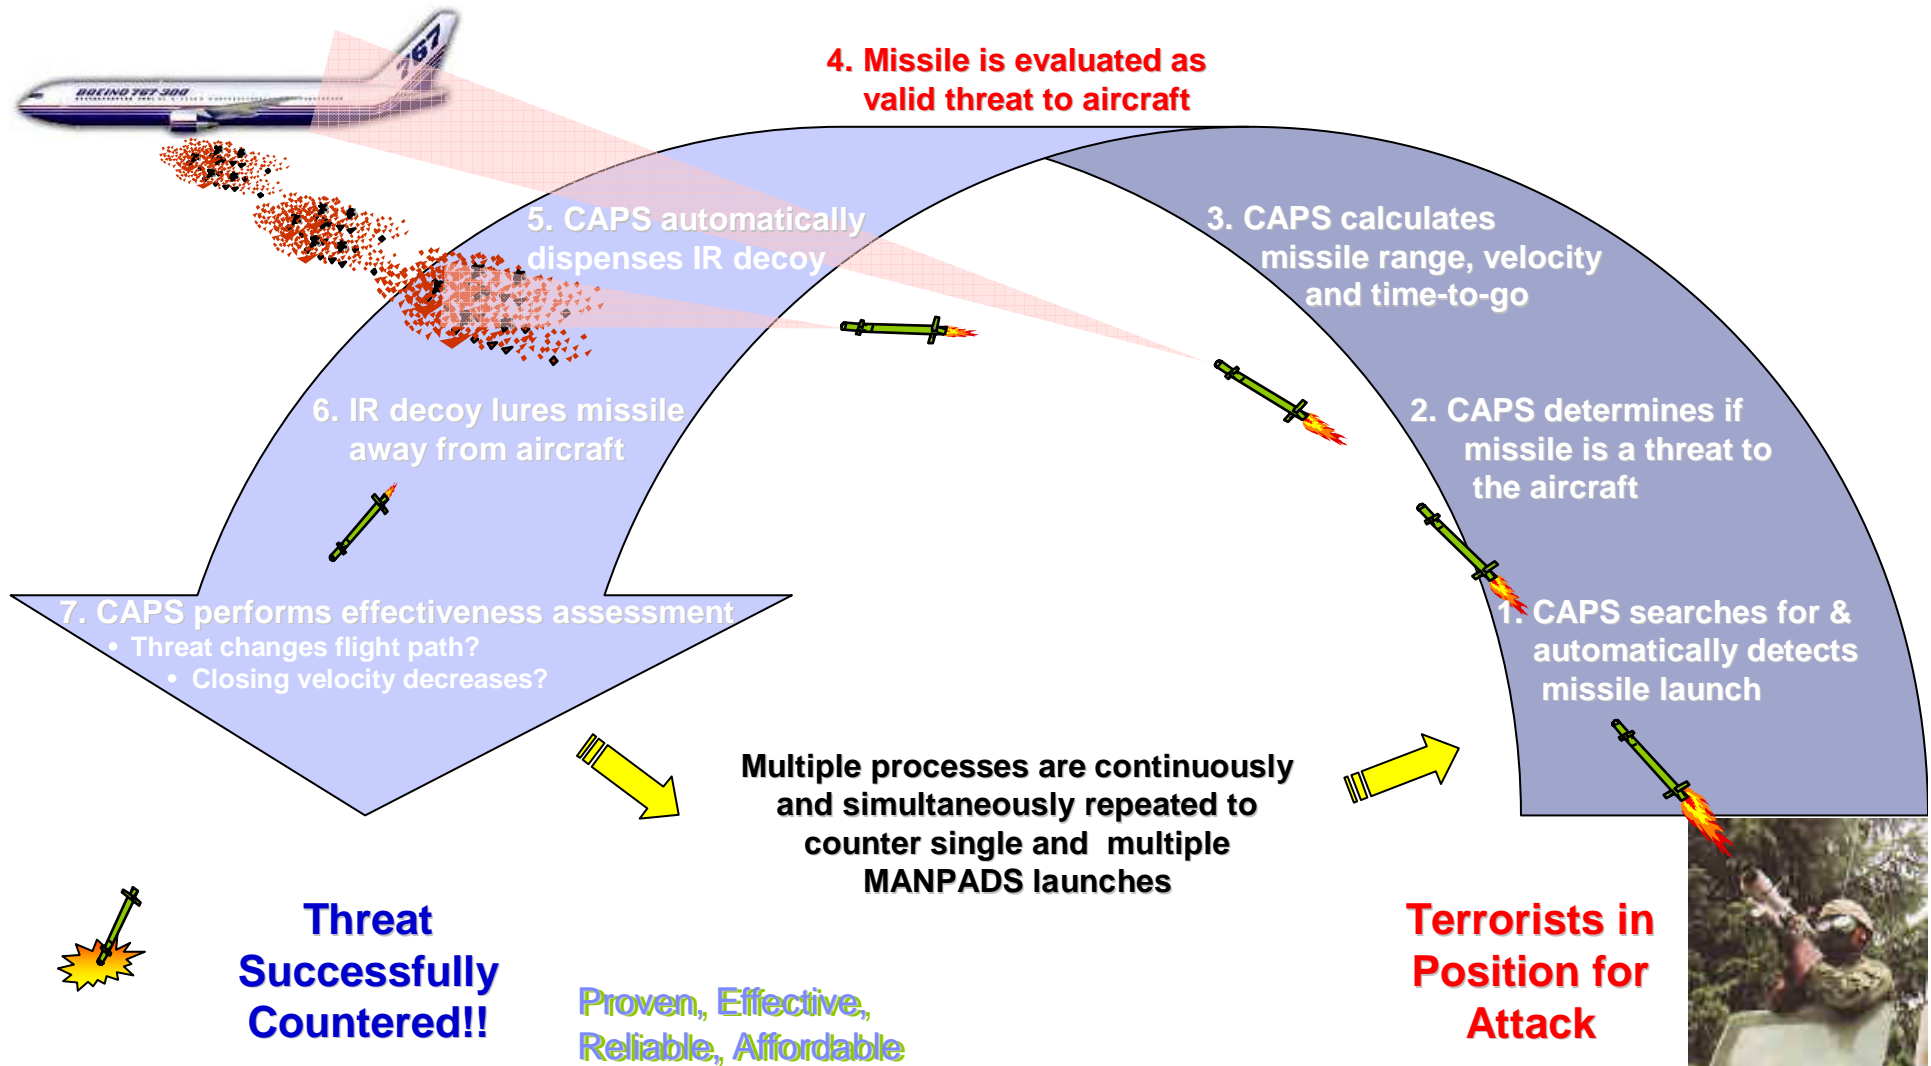 767
BOEING 767-300
4. Missile is evaluated as
valid threat to aircraft
5. CAPS automatically
dispenses IR decoy
3. CAPS calculates
missile range, velocity
and time-to-go
6. IR decoy lures missile
away from aircraft
2. CAPS determines if
missile is a threat to
the aircraft
7. CAPS performs effectiveness assessment
• Threat changes flight path?
• Closing velocity decreases?
1. CAPS searches for &
automatically detects
missile launch
Multiple processes are continuously
and simultaneously repeated to
counter single and multiple
MANPADS launches
Threat
Successfully
Countered!!
Proven, Effective,
Reliable, Affordable
Terrorists in
Position for
Attack